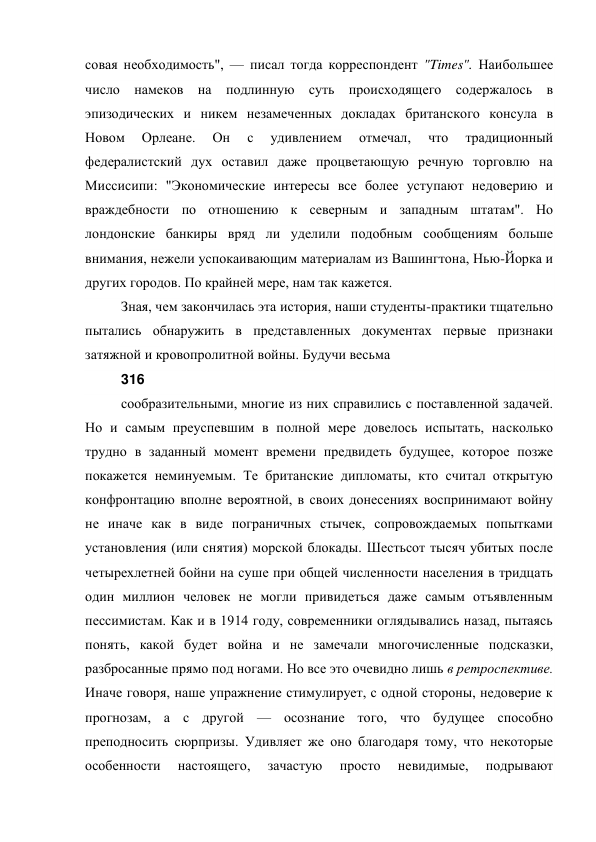 совая необходимость", — писал тогда корреспондент "Times". Наибольшее
число намеков на подлинную суть происходящего содержалось в
эпизодических и никем незамеченных докладах британского консула в
Новом Орлеане. Он с удивлением отмечал, что традиционный
федералистский дух оставил даже процветающую речную торговлю на
Миссисипи: "Экономические интересы все более уступают недоверию и
враждебности по отношению к северным и западным штатам". Но
лондонские банкиры вряд ли уделили подобным сообщениям больше
внимания, нежели успокаивающим материалам из Вашингтона, Нью-Йорка и
других городов. По крайней мере, нам так кажется.
Зная, чем закончилась эта история, наши студенты-практики тщательно
пытались обнаружить в представленных документах первые признаки
затяжной и кровопролитной войны. Будучи весьма
316
сообразительными, многие из них справились с поставленной задачей.
Но и самым преуспевшим в полной мере довелось испытать, насколько
трудно в заданный момент времени предвидеть будущее, которое позже
покажется неминуемым. Те британские дипломаты, кто считал открытую
конфронтацию вполне вероятной, в своих донесениях воспринимают войну
не иначе как в виде пограничных стычек, сопровождаемых попытками
установления (или снятия) морской блокады. Шестьсот тысяч убитых после
четырехлетней бойни на суше при общей численности населения в тридцать
один миллион человек не могли привидеться даже самым отъявленным
пессимистам. Как и в 1914 году, современники оглядывались назад, пытаясь
понять, какой будет война и не замечали многочисленные подсказки,
разбросанные прямо под ногами. Но все это очевидно лишь в ретроспективе.
Иначе говоря, наше упражнение стимулирует, с одной стороны, недоверие к
прогнозам, а с другой — осознание того, что будущее способно
преподносить сюрпризы. Удивляет же оно благодаря тому, что некоторые
особенности настоящего, зачастую просто невидимые, подрывают